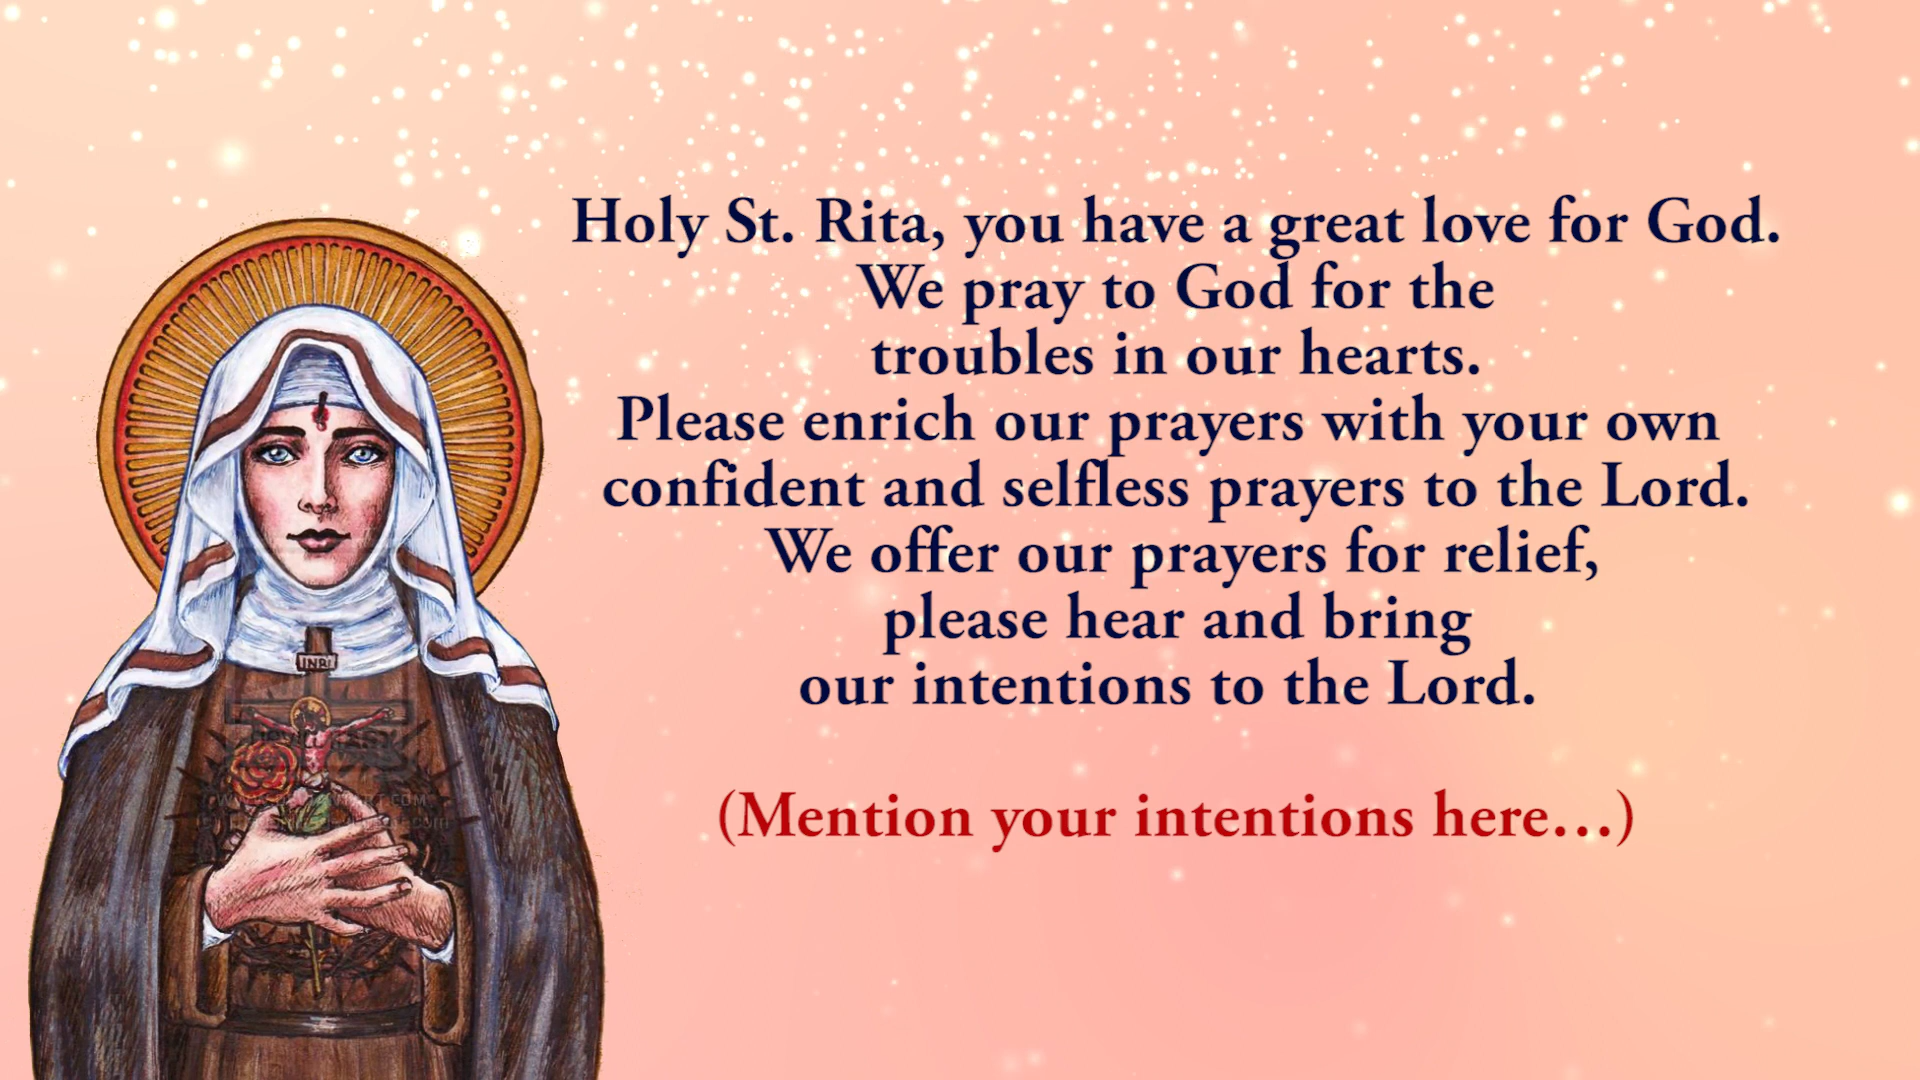 Holy St. Rita, you have a great love for God.
We pray to God for the
troubles in our hearts.
Please enrich our prayers with your own
confident and selfless prayers to the Lord.
We offer our prayers for relief,
please hear and bring
our intentions to the Lord.
(Mention your intentions here…)
INRI